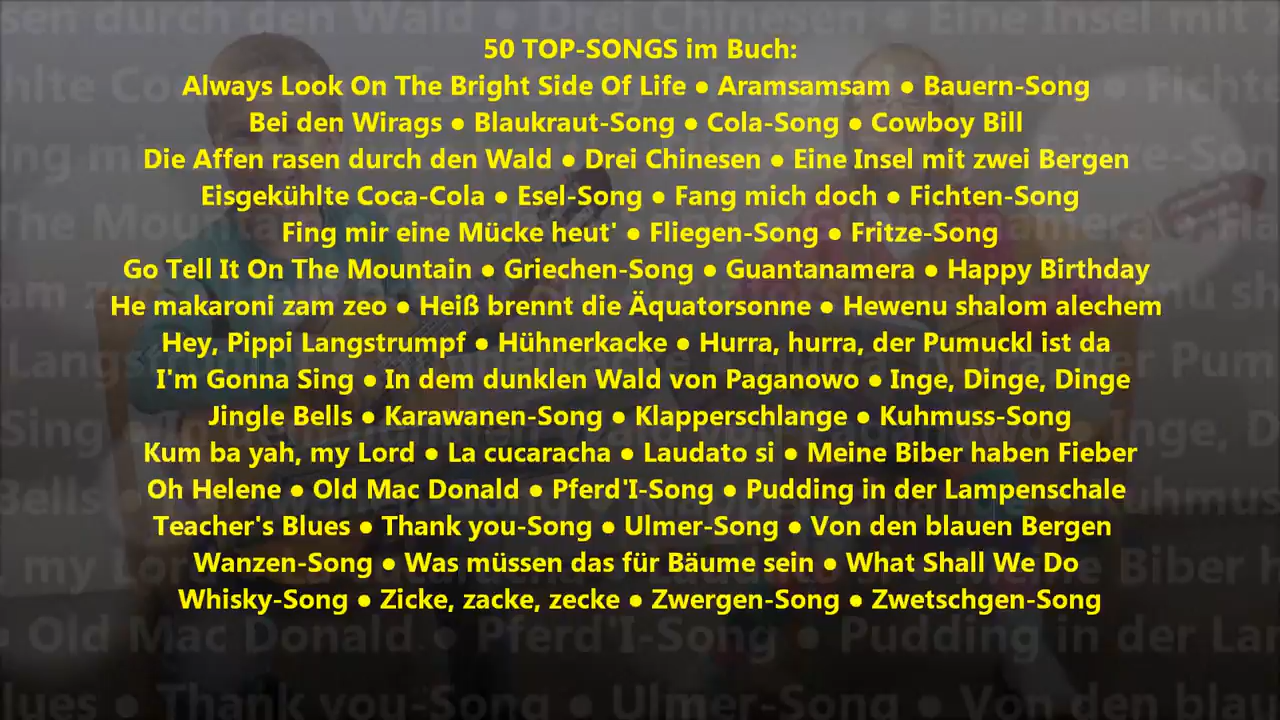 50 TOP-SONGS im Buch:
Always Look On The Bright Side Of Life ● Aramsamsam ● Bauern-Song
Bei den Wirags ● Blaukraut-Song ● Cola-Song ● Cowboy Bill
Die Affen rasen durch den Wald ● Drei Chinesen ● Eine Insel mit zwei Bergen
Eisgekühlte Coca-Cola ● Esel-Song ● Fang mich doch ● Fichten-Song
Fing mir eine Mücke heut' ● Fliegen-Song ● Fritze-Song
Go Tell It On The Mountain ● Griechen-Song ● Guantanamera ● Happy Birthday
He makaroni zam zeo ● Heiß brennt die Äquatorsonne ● Hewenu shalom alechem
Hey, Pippi Langstrumpf ● Hühnerkacke ● Hurra, hurra, der Pumuckl ist da
I'm Gonna Sing ● In dem dunklen Wald von Paganowo ● Inge, Dinge, Dinge
Jingle Bells ● Karawanen-Song ● Klapperschlange ● Kuhmuss-Song
Kum ba yah, my Lord ● La cucaracha ● Laudato si ● Meine Biber haben Fieber
Oh Helene ● Old Mac Donald ● Pferd'I-Song ● Pudding in der Lampenschale
Teacher's Blues ● Thank you-Song ● Ulmer-Song ● Von den blauen Bergen
Wanzen-Song ● Was müssen das für Bäume sein ● What Shall We Do
Whisky-Song ● Zicke, zacke, zecke ● Zwergen-Song ● Zwetschgen-Song